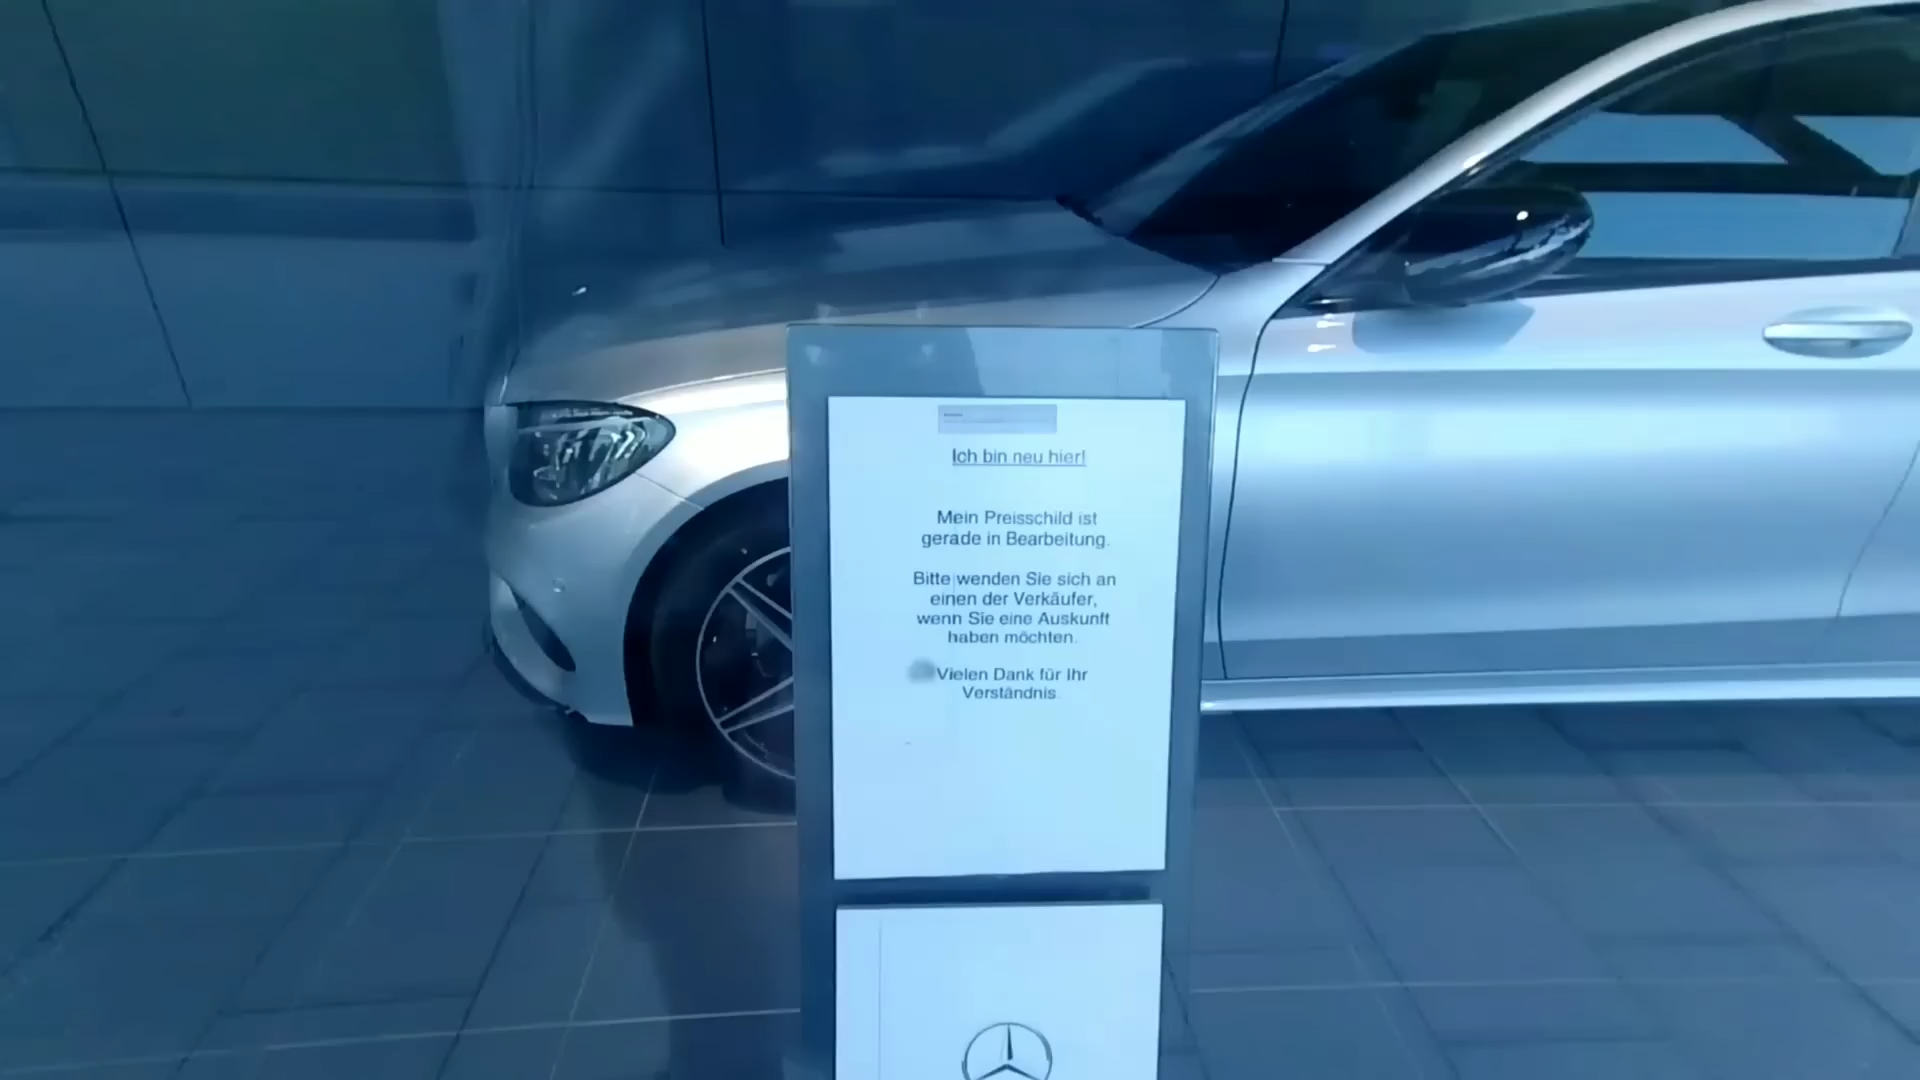 Ich bin neu hier!
Mein Preisschild ist
gerade in Bearbeitung.
Bitte wenden Sie sich an
einen der Verkäufer,
wenn Sie eine Auskunft
haben möchten.
Vielen Dank für Ihr
Verständnis.